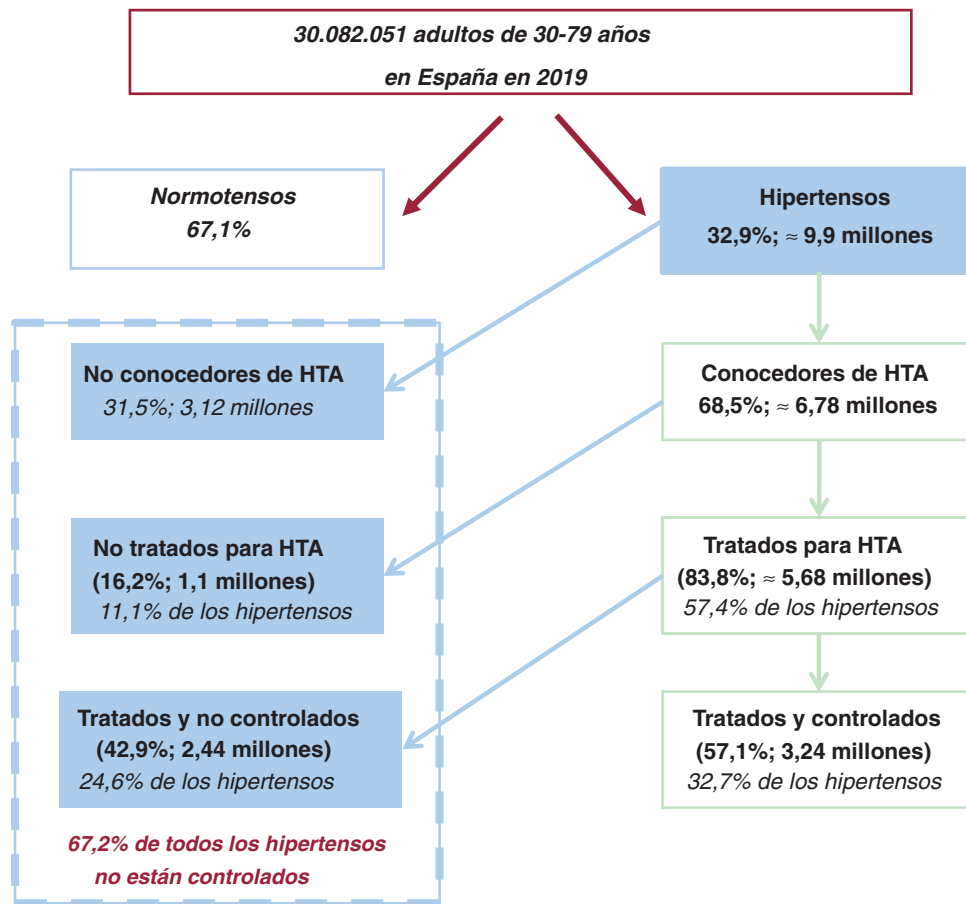 30.082.051 adultos de 30-79 años
en España en 2019
Normotensos
67,1%
Hipertensos
32,9%; ≈ 9,9 millones
No conocedores de HTA
31,5%; 3,12 millones
Conocedores de HTA
68,5%; ≈ 6,78 millones
No tratados para HTA
(16,2%; 1,1 millones)
11,1% de los hipertensos
Tratados para HTA
(83,8%; ≈ 5,68 millones)
57,4% de los hipertensos
Tratados y no controlados
(42,9%; 2,44 millones)
24,6% de los hipertensos
Tratados y controlados
(57,1%; 3,24 millones)
32,7% de los hipertensos
67,2% de todos los hipertensos
no están controlados